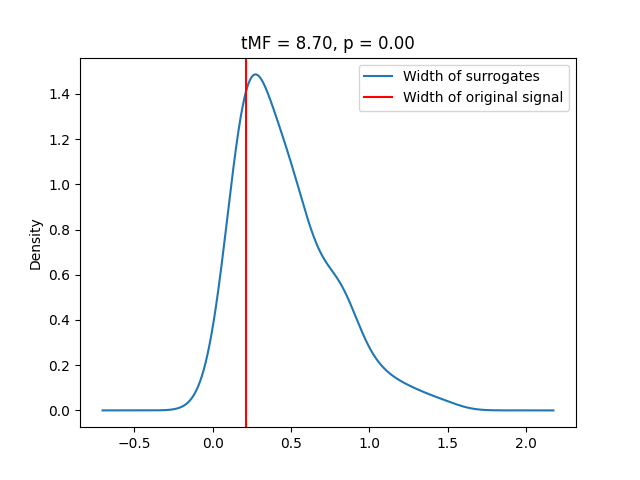 tMF = 8.70, p = 0.00
Width of surrogates
Width of original signal
Density
1.4
1.2
1.0
0.8
0.6
0.4
0.2
0.0
−0.5 0.0 0.5 1.0 1.5 2.0